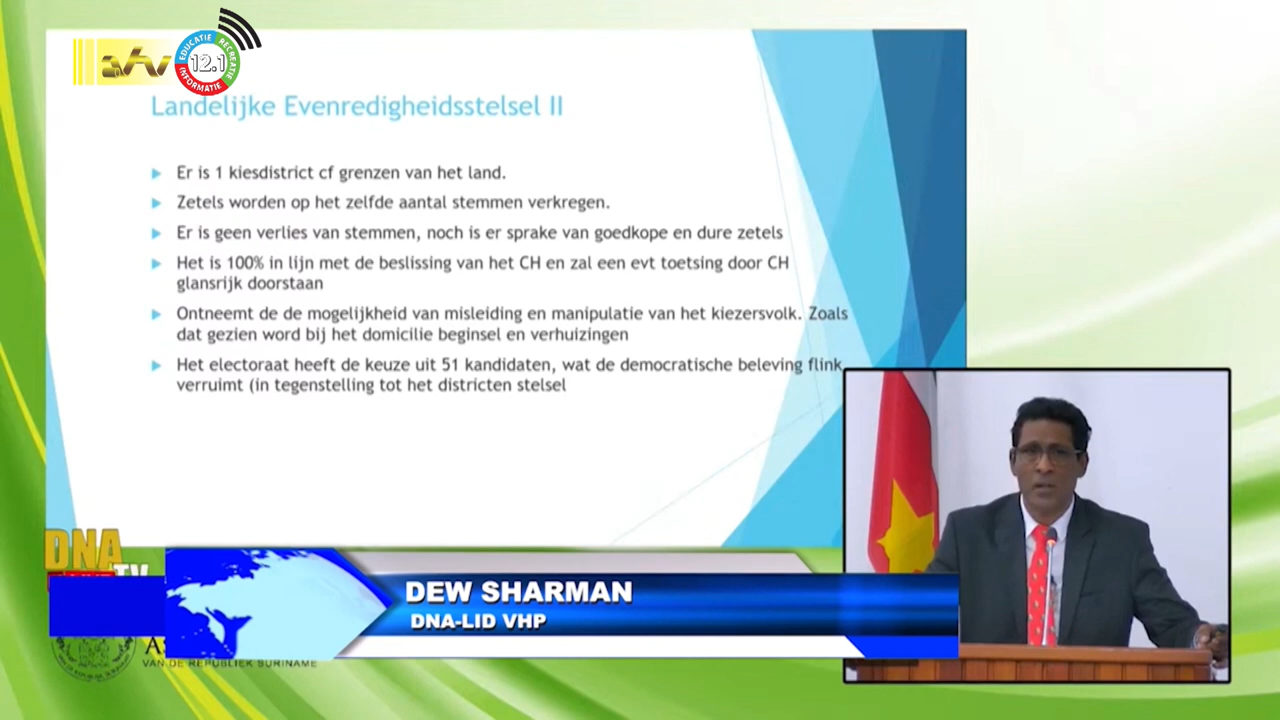 atv
EDUCATIE
RECREATIE
INFORMATIE
12.1
Landelijke Evenredigheidsstelsel II
Er is 1 kiesdistrict cf grenzen van het land.
Zetels worden op het zelfde aantal stemmen verkregen.
Er is geen verlies van stemmen, noch is er sprake van goedkope en dure zetels
Het is 100% in lijn met de beslissing van het CH en zal een evt toetsing door CH
glansrijk doorstaan
Ontneemt de de mogelijkheid van misleiding en manipulatie van het kiezersvolk. Zoals
dat gezien word bij het domicilie beginsel en verhuizingen
Het electoraat heeft de keuze uit 51 kandidaten, wat de democratische beleving flink
verruimt (in tegenstelling tot het districten stelsel
DNA
TV
DEW SHARMAN
DNA-LID VHP
VAN DE REPUBLIEK SURINAME